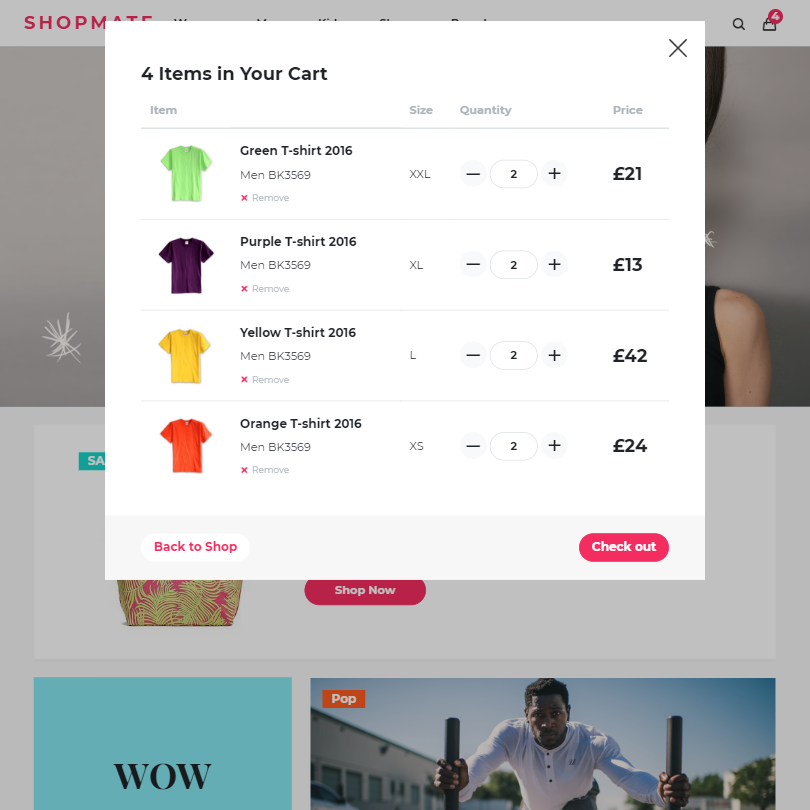 SHOPMATE
4
4 Items in Your Cart
Item Size Quantity Price
Green T-shirt 2016
Men BK3569
Remove
XXL
2
£21
Purple T-shirt 2016
Men BK3569
Remove
XL
2
£13
Yellow T-shirt 2016
Men BK3569
Remove
L
2
£42
Orange T-shirt 2016
Men BK3569
Remove
XS
2
£24
Back to Shop Check out
Shop Now
WOW
Pop